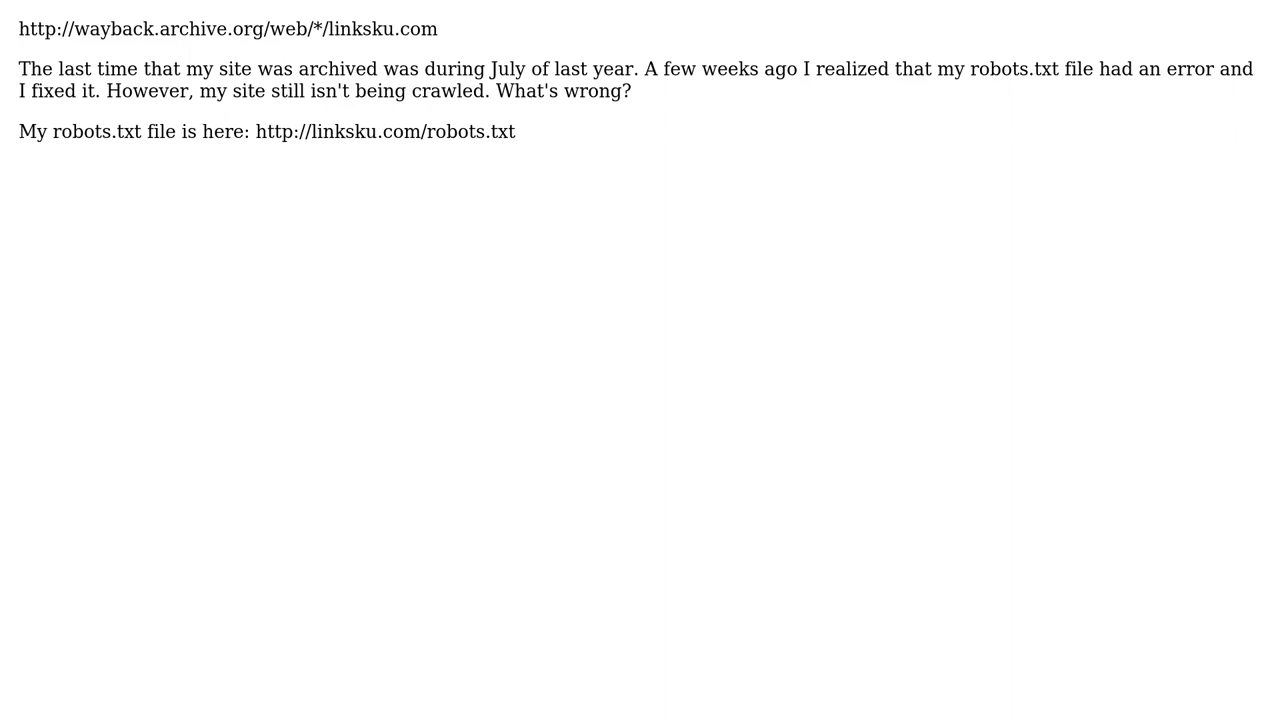 http://wayback.archive.org/web/*/linksku.com
The last time that my site was archived was during July of last year. A few weeks ago I realized that my robots.txt file had an error and
I fixed it. However, my site still isn't being crawled. What's wrong?
My robots.txt file is here: http://linksku.com/robots.txt